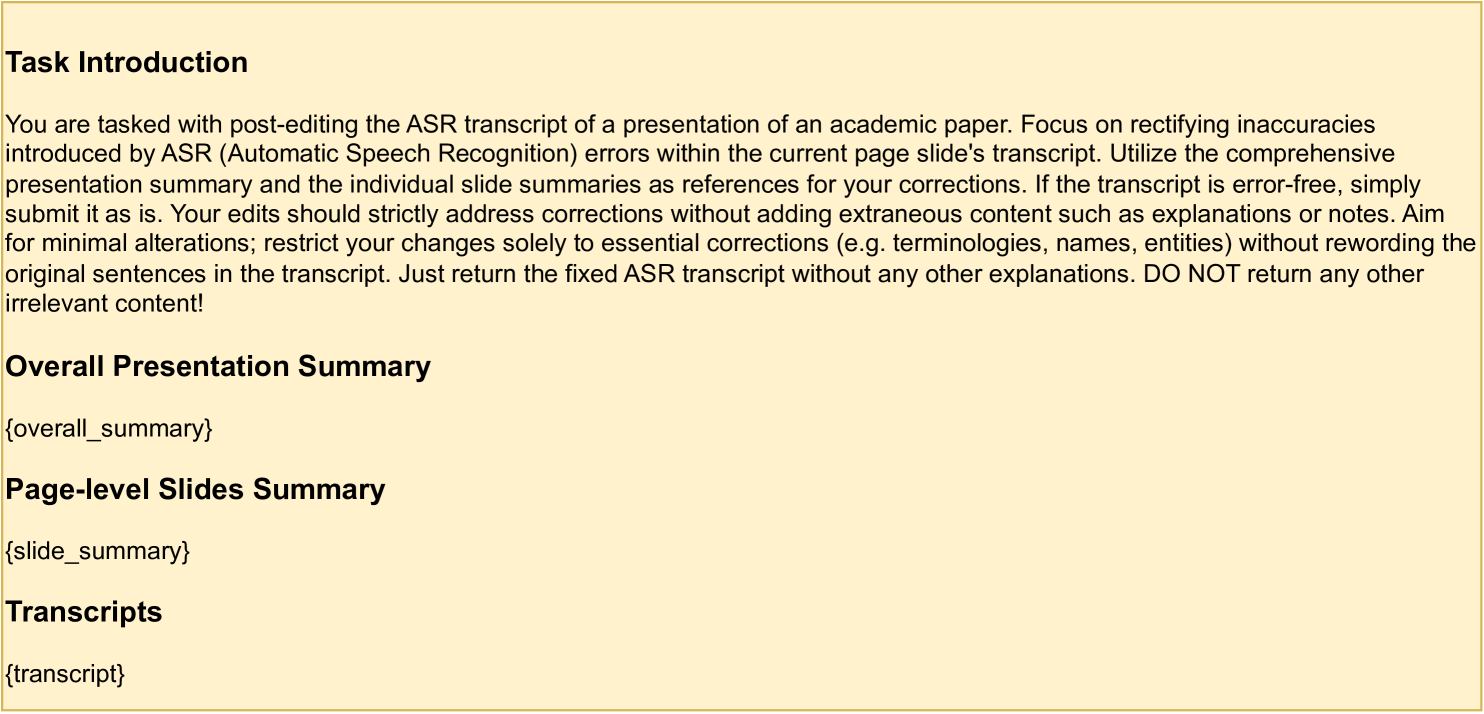 Task Introduction
You are tasked with post-editing the ASR transcript of a presentation of an academic paper. Focus on rectifying inaccuracies
introduced by ASR (Automatic Speech Recognition) errors within the current page slide's transcript. Utilize the comprehensive
presentation summary and the individual slide summaries as references for your corrections. If the transcript is error-free, simply
submit it as is. Your edits should strictly address corrections without adding extraneous content such as explanations or notes. Aim
for minimal alterations; restrict your changes solely to essential corrections (e.g. terminologies, names, entities) without rewording the
original sentences in the transcript. Just return the fixed ASR transcript without any other explanations. DO NOT return any other
irrelevant content!
Overall Presentation Summary
{overall_summary}
Page-level Slides Summary
{slide_summary}
Transcripts
{transcript}